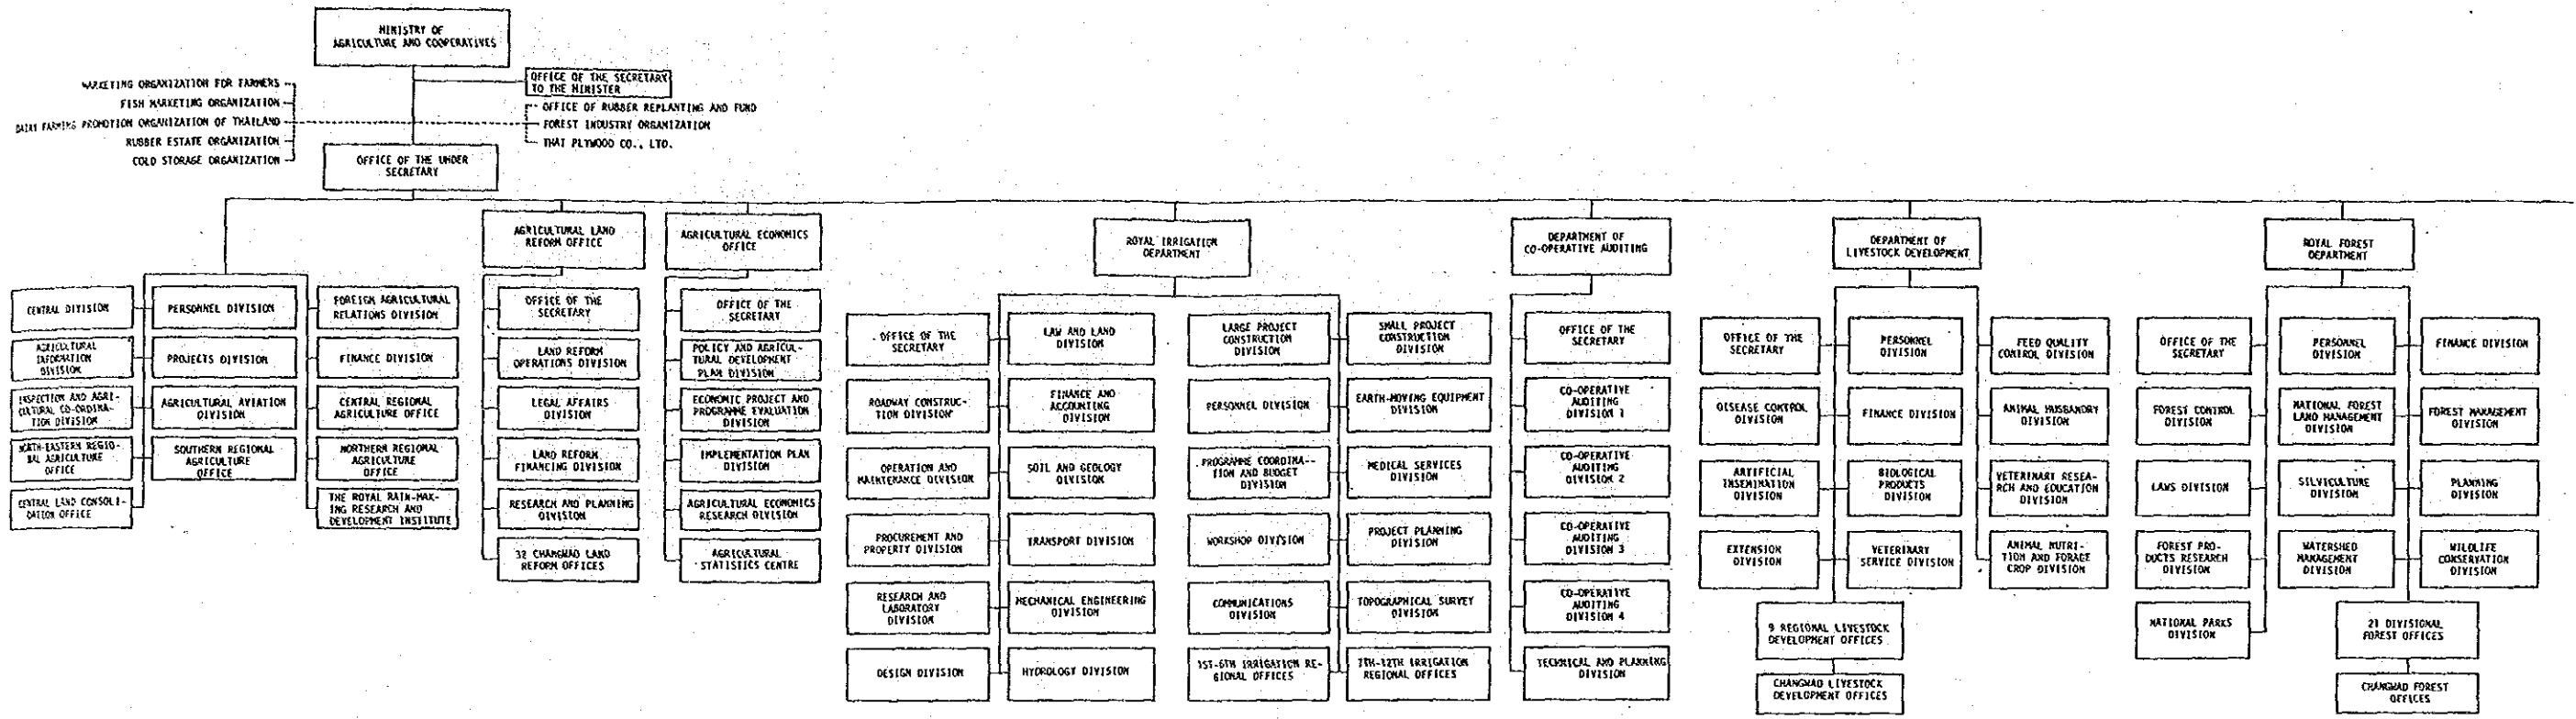 MINISTRY OF
AGRICULTURE AND COOPERATIVES
OFFICE OF THE SECRETARY
TO THE MINISTER
MARKETING ORGANIZATION FOR FARMERS
FISH MARKETING ORGANIZATION
DAIRY FARMING PROMOTION ORGANIZATION OF THAILAND
RUBBER ESTATE ORGANIZATION
COLD STORAGE ORGANIZATION
OFFICE OF RUBBER REPLANTING AND FUND
FOREST INDUSTRY ORGANIZATION
THAI PLYWOOD CO., LTD.
OFFICE OF THE UNDER
SECRETARY
CENTRAL DIVISION
AGRICULTURAL
INFORMATION
DIVISION
INSPECTION AND AGRI-
CULTURAL CO-ORDINA-
TION DIVISION
NORTH-EASTERN REGIO-
NAL AGRICULTURE
OFFICE
CENTRAL LAND CONSOLI-
DATION OFFICE
PERSONNEL DIVISION
PROJECTS DIVISION
AGRICULTURAL AVIATION
DIVISION
SOUTHERN REGIONAL
AGRICULTURE
OFFICE
FOREIGN AGRICULTURAL
RELATIONS DIVISION
FINANCE DIVISION
CENTRAL REGIONAL
AGRICULTURE OFFICE
NORTHERN REGIONAL
AGRICULTURE
OFFICE
THE ROYAL RAIN-MAK-
ING RESEARCH AND
DEVELOPMENT INSTITUTE
AGRICULTURAL LAND
REFORM OFFICE
OFFICE OF THE
SECRETARY
LAND REFORM
OPERATIONS DIVISION
LEGAL AFFAIRS
DIVISION
LAND REFORM
FINANCING DIVISION
RESEARCH AND PLANNING
DIVISION
32 CHANGWAD LAND
REFORM OFFICES
AGRICULTURAL ECONOMICS
OFFICE
OFFICE OF THE
SECRETARY
POLICY AND AGRICUL-
TURAL DEVELOPMENT
PLAN DIVISION
ECONOMIC PROJECT AND
PROGRAMME EVALUATION
DIVISION
IMPLEMENTATION PLAN
DIVISION
AGRICULTURAL ECONOMICS
RESEARCH DIVISION
AGRICULTURAL
STATISTICS CENTRE
ROYAL IRRIGATION
DEPARTMENT
OFFICE OF THE
SECRETARY
ROADWAY CONSTRUC-
TION DIVISION
OPERATION AND
MAINTENANCE DIVISION
PROCUREMENT AND
PROPERTY DIVISION
RESEARCH AND
LABORATORY
DIVISION
DESIGN DIVISION
LAW AND LAND
DIVISION
FINANCE AND
ACCOUNTING
DIVISION
SOIL AND GEOLOGY
DIVISION
TRANSPORT DIVISION
MECHANICAL ENGINEERING
DIVISION
HYDROLOGY DIVISION
LARGE PROJECT
CONSTRUCTION
DIVISION
PERSONNEL DIVISION
PROGRAMME COORDINA-
TION AND BUDGET
DIVISION
WORKSHOP DIVISION
COMMUNICATIONS
DIVISION
1ST-6TH IRRIGATION RE-
GIONAL OFFICES
SMALL PROJECT
CONSTRUCTION
DIVISION
EARTH-MOVING EQUIPMENT
DIVISION
MEDICAL SERVICES
DIVISION
PROJECT PLANNING
DIVISION
TOPOGRAPHICAL SURVEY
DIVISION
7TH-12TH IRRIGATION
REGIONAL OFFICES
DEPARTMENT OF
CO-OPERATIVE AUDITING
OFFICE OF THE
SECRETARY
CO-OPERATIVE
AUDITING
DIVISION 1
CO-OPERATIVE
AUDITING
DIVISION 2
CO-OPERATIVE
AUDITING
DIVISION 3
CO-OPERATIVE
AUDITING
DIVISION 4
TECHNICAL AND PLANNING
DIVISION
DEPARTMENT OF
LIVESTOCK DEVELOPMENT
OFFICE OF THE
SECRETARY
DISEASE CONTROL
DIVISION
ARTIFICIAL
INSEMINATION
DIVISION
EXTENSION
DIVISION
PERSONNEL
DIVISION
FINANCE DIVISION
BIOLOGICAL
PRODUCTS
DIVISION
VETERINARY
SERVICE DIVISION
FEED QUALITY
CONTROL DIVISION
ANIMAL HUSBANDRY
DIVISION
VETERINARY RESEA-
RCH AND EDUCATION
DIVISION
ANIMAL NUTRI-
TION AND FORAGE
CROP DIVISION
9 REGIONAL LIVESTOCK
DEVELOPMENT OFFICES
CHANGWAD LIVESTOCK
DEVELOPMENT OFFICES
ROYAL FOREST
DEPARTMENT
OFFICE OF THE
SECRETARY
FOREST CONTROL
DIVISION
LAWS DIVISION
FOREST PRO-
DUCTS RESEARCH
DIVISION
NATIONAL PARKS
DIVISION
PERSONNEL
DIVISION
NATIONAL FOREST
LAND MANAGEMENT
DIVISION
SILVICULTURE
DIVISION
WATERSHED
MANAGEMENT
DIVISION
FINANCE DIVISION
FOREST MANAGEMENT
DIVISION
PLANNING
DIVISION
WILDLIFE
CONSERVATION
DIVISION
21 DIVISIONAL
FOREST OFFICES
CHANGWAD FOREST
OFFICES